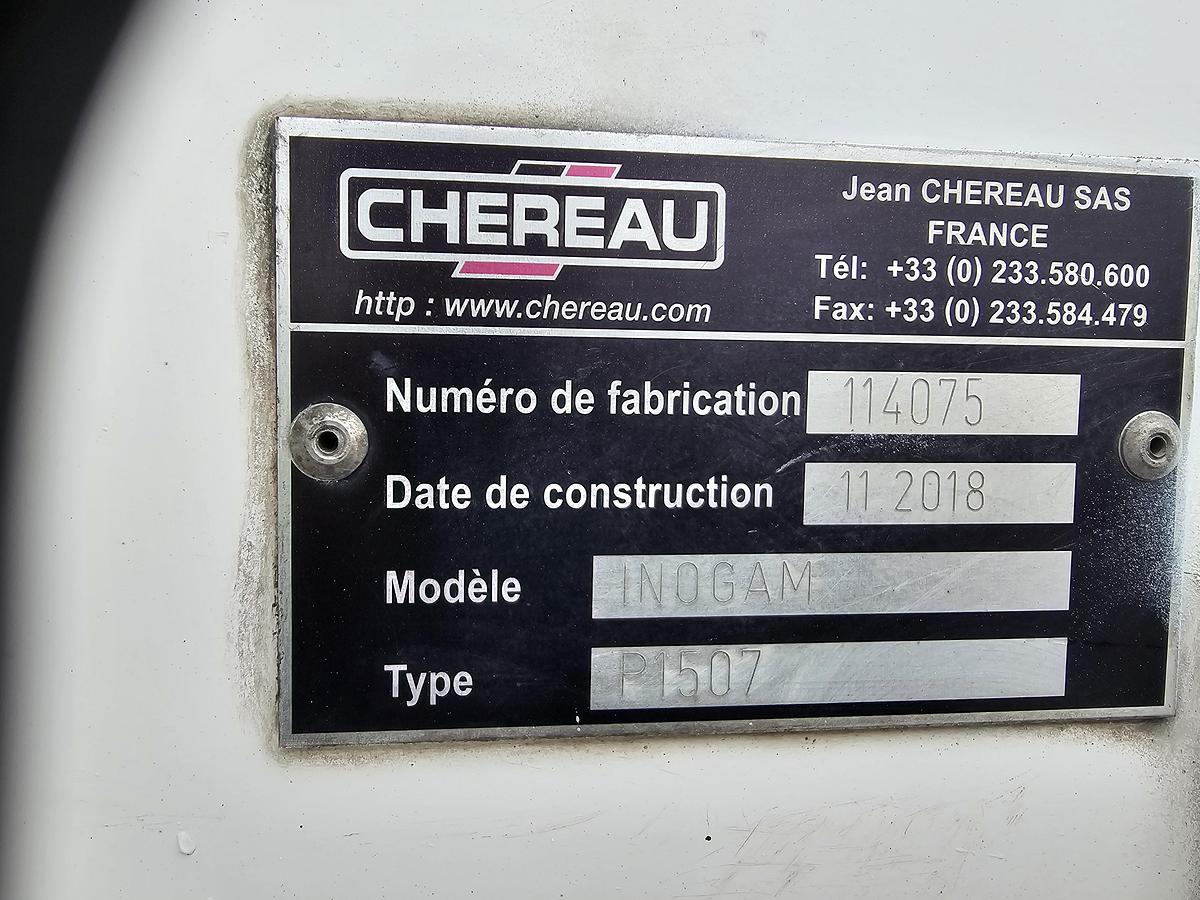 CHEREAU
http : www.chereau.com
Jean CHEREAU SAS
FRANCE
Tél: +33 (0) 233.580.600
Fax: +33 (0) 233.584.479
Numéro de fabrication 114075
Date de construction 11 2018
Modèle INOGAM
Type P1507